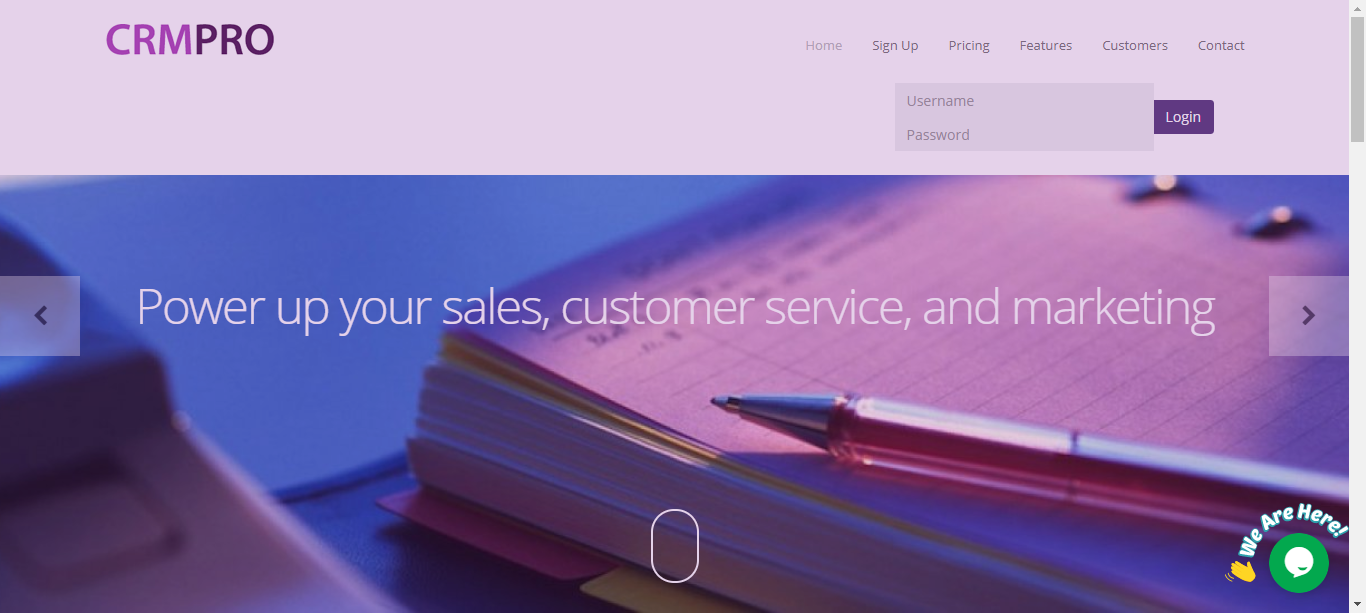 CRMPRO
Home Sign Up Pricing Features Customers Contact
Username
Password
Login
Power up your sales, customer service, and marketing
We Are Here!